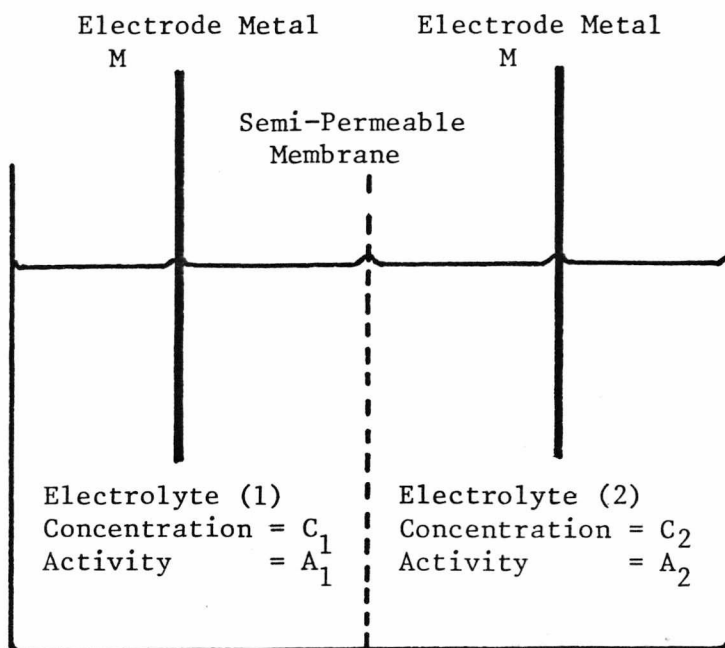 Electrode Metal
M
Electrode Metal
M
Semi-Permeable
Membrane
Electrolyte (1)
Concentration = C₁
Activity = A₁
Electrolyte (2)
Concentration = C₂
Activity = A₂